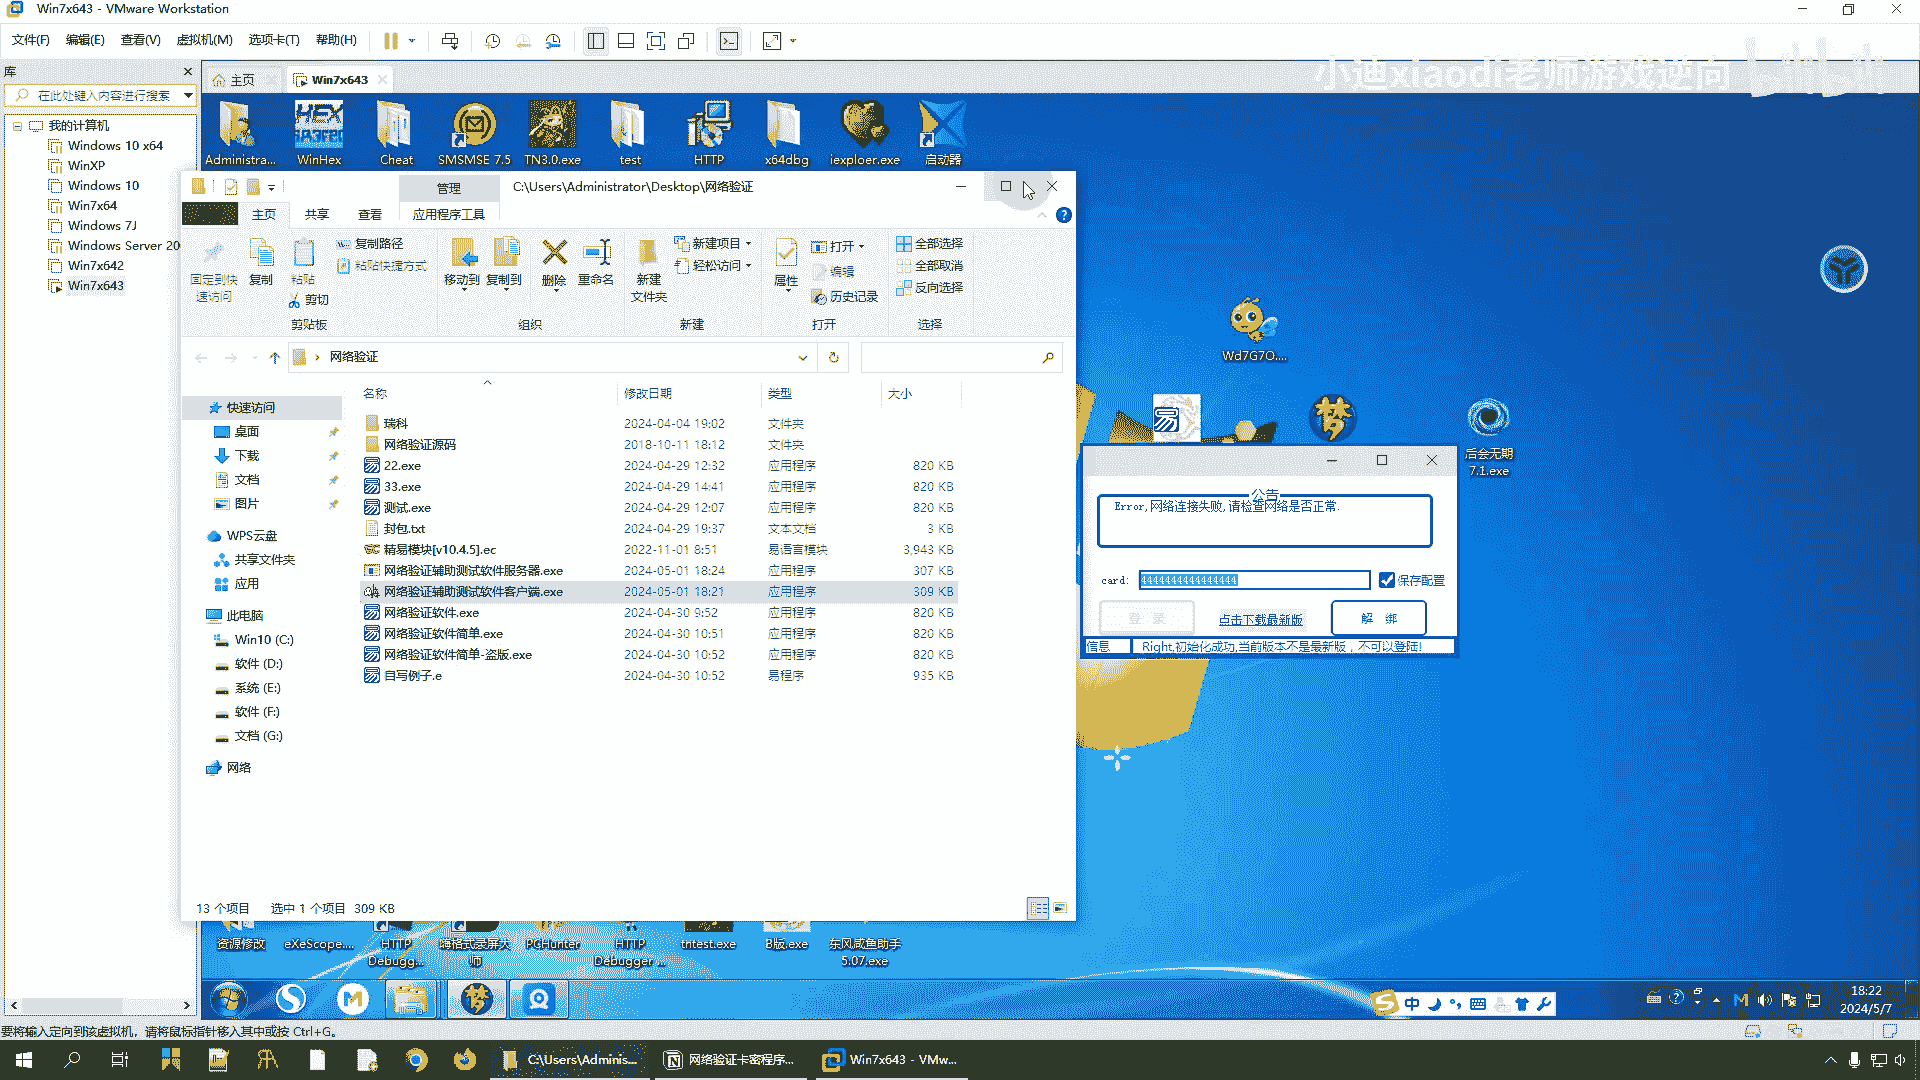 Win7x643 - VMware Workstation
文件(F) 编辑(E) 查看(V) 虚拟机(M) 选项卡(T) 帮助(H)
小迪xiaodi老师游戏逆向
bilibili
库
主页
Win7x643
在此处键入内容进行搜索
我的计算机
Windows 10 x64
WinXP
Windows 10
Win7x64
Windows 7J
Windows Server 20
Win7x642
Win7x643
Administra...
WinHex
Cheat
SMSMSE 7.5
TN3.0.exe
test
HTTP
x64dbg
iexploer.exe
启动器
管理
C:\Users\Administrator\Desktop\网络验证
主页 共享 查看 应用程序工具
固定到快速访问
复制
粘贴
复制路径
粘贴快捷方式
剪切
剪贴板
移动到
复制到
删除
重命名
组织
新建文件夹
新建项目
轻松访问
新建
属性
打开
编辑
历史记录
打开
全部选择
全部取消
反向选择
选择
网络验证
名称 修改日期 类型 大小
快速访问
桌面
下载
文档
图片
WPS云盘
共享文件夹
应用
此电脑
Win10 (C:)
软件 (D:)
系统 (E:)
软件 (F:)
文档 (G:)
网络
瑞科 2024-04-04 19:02 文件夹
网络验证源码 2018-10-11 18:12 文件夹
22.exe 2024-04-29 12:32 应用程序 820 KB
33.exe 2024-04-29 14:41 应用程序 820 KB
测试.exe 2024-04-29 12:07 应用程序 820 KB
封包.txt 2024-04-29 19:37 文本文档 3 KB
精易模块[v10.4.5].ec 2022-11-01 8:51 易语言模块 3,943 KB
网络验证辅助测试软件服务器.exe 2024-05-01 18:24 应用程序 307 KB
网络验证辅助测试软件客户端.exe 2024-05-01 18:21 应用程序 309 KB
网络验证软件.exe 2024-04-30 9:52 应用程序 820 KB
网络验证软件简单.exe 2024-04-30 10:51 应用程序 820 KB
网络验证软件简单-盗版.exe 2024-04-30 10:52 应用程序 820 KB
自写例子.e 2024-04-30 10:52 易程序 935 KB
13 个项目 选中 1 个项目 309 KB
Wd7G7O....
梦
后会无期
7.1.exe
公告
Error,网络连接失败,请检查网络是否正常.
card: 4444444444444444 保存配置
登 录 点击下载最新版 解 绑
信息 Right,初始化成功,当前版本不是最新版，不可以登陆!
资源修改
eXeScope....
HTTP
Debugg...
嗨格式录屏大师
PCHunter
HTTP
Debugger ...
tntest.exe
B版.exe
东风咸鱼助手
5.07.exe
中
18:22
2024/5/7
要将输入定向到该虚拟机，请将鼠标指针移入其中或按 Ctrl+G。
C:\Users\Adminis...
网络验证卡密程序...
Win7x643 - VMw...